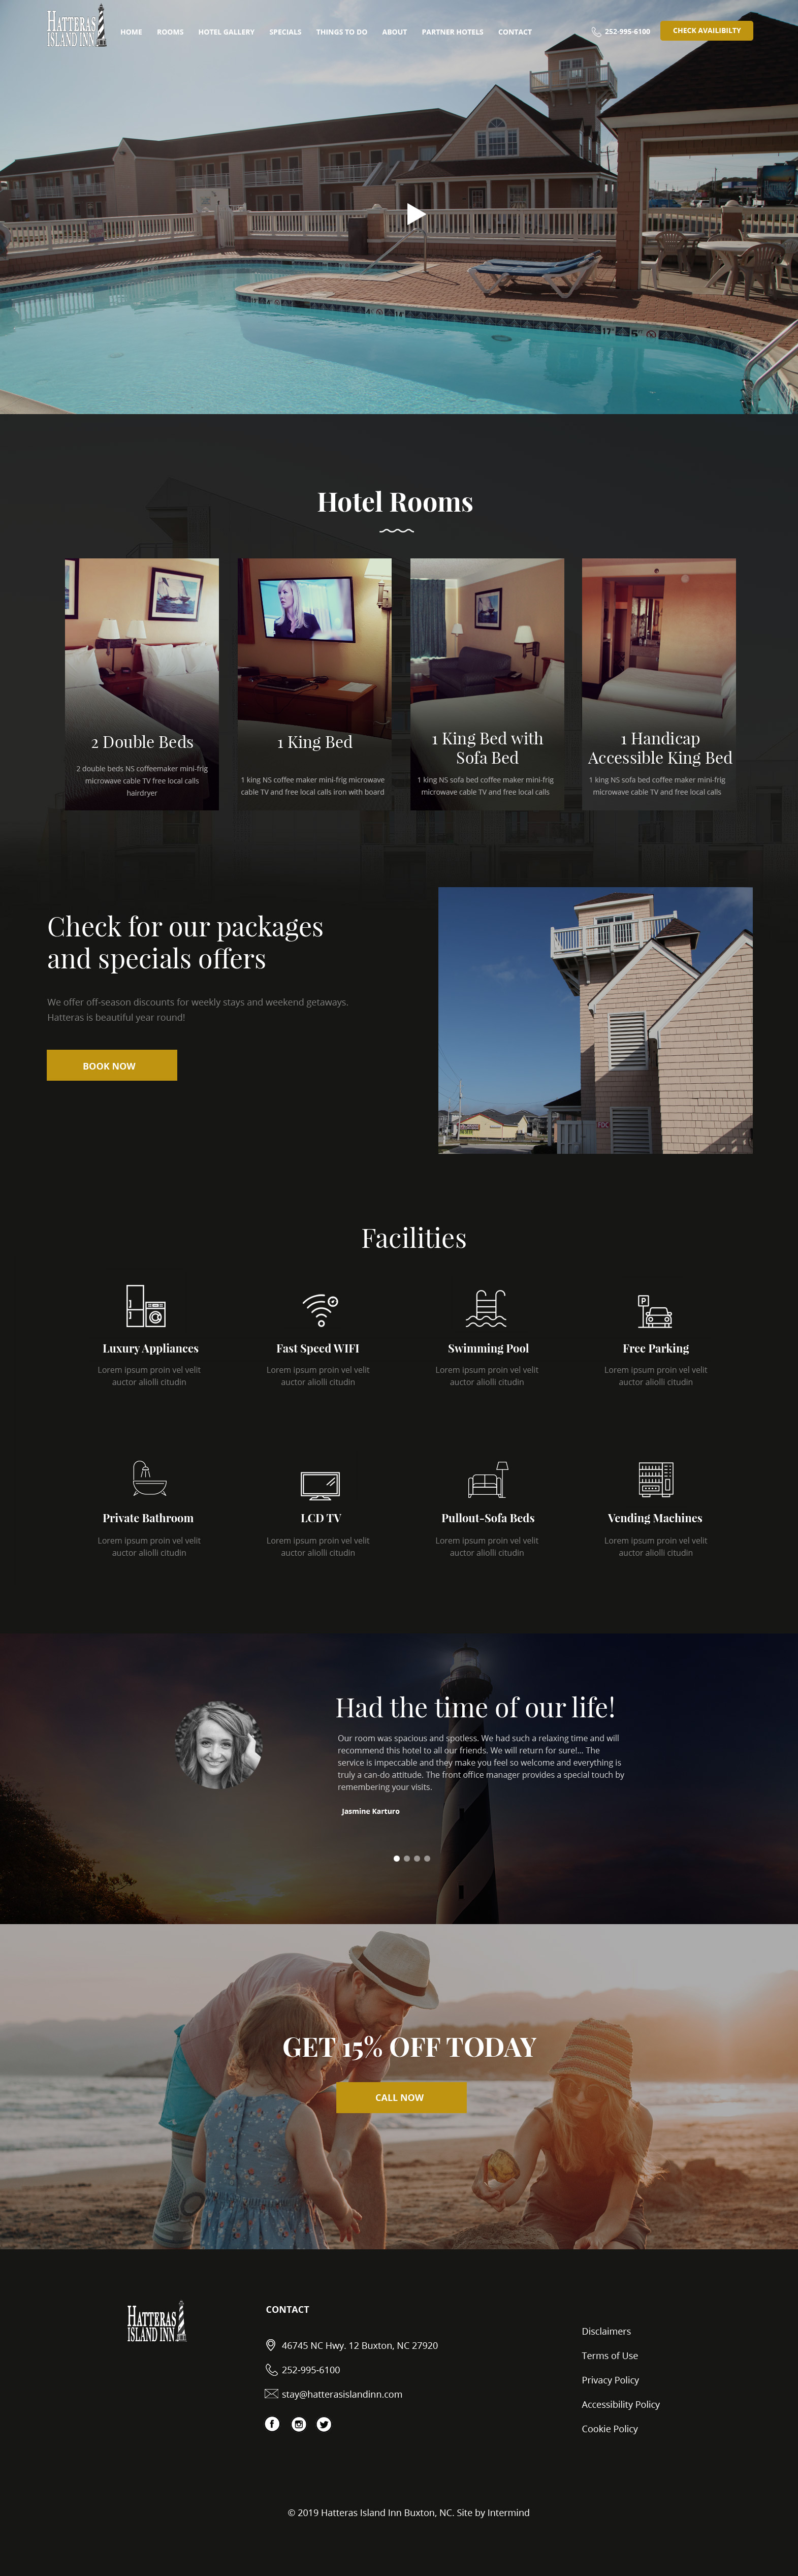 HATTERAS
ISLAND INN
HOME ROOMS HOTEL GALLERY SPECIALS THINGS TO DO ABOUT PARTNER HOTELS CONTACT
252-995-6100
CHECK AVAILIBILTY
Hotel Rooms
2 Double Beds
2 double beds NS coffeemaker mini-frig
microwave cable TV free local calls
hairdryer
1 King Bed
1 king NS coffee maker mini-frig microwave
cable TV and free local calls iron with board
1 King Bed with
Sofa Bed
1 king NS sofa bed coffee maker mini-frig
microwave cable TV and free local calls
1 Handicap
Accessible King Bed
1 king NS sofa bed coffee maker mini-frig
microwave cable TV and free local calls
Check for our packages
and specials offers
We offer off-season discounts for weekly stays and weekend getaways.
Hatteras is beautiful year round!
BOOK NOW
Facilities
Luxury Appliances
Lorem ipsum proin vel velit
auctor aliolli citudin
Fast Speed WIFI
Lorem ipsum proin vel velit
auctor aliolli citudin
Swimming Pool
Lorem ipsum proin vel velit
auctor aliolli citudin
P
Free Parking
Lorem ipsum proin vel velit
auctor aliolli citudin
Private Bathroom
Lorem ipsum proin vel velit
auctor aliolli citudin
LCD TV
Lorem ipsum proin vel velit
auctor aliolli citudin
Pullout-Sofa Beds
Lorem ipsum proin vel velit
auctor aliolli citudin
Vending Machines
Lorem ipsum proin vel velit
auctor aliolli citudin
Had the time of our life!
Our room was spacious and spotless. We had such a relaxing time and will
recommend this hotel to all our friends. We will return for sure!... The
service is impeccable and they make you feel so welcome and everything is
truly a can-do attitude. The front office manager provides a special touch by
remembering your visits.
Jasmine Karturo
GET 15% OFF TODAY
CALL NOW
HATTERAS
ISLAND INN
CONTACT
46745 NC Hwy. 12 Buxton, NC 27920
252-995-6100
stay@hatterasislandinn.com
Disclaimers
Terms of Use
Privacy Policy
Accessibility Policy
Cookie Policy
© 2019 Hatteras Island Inn Buxton, NC. Site by Intermind